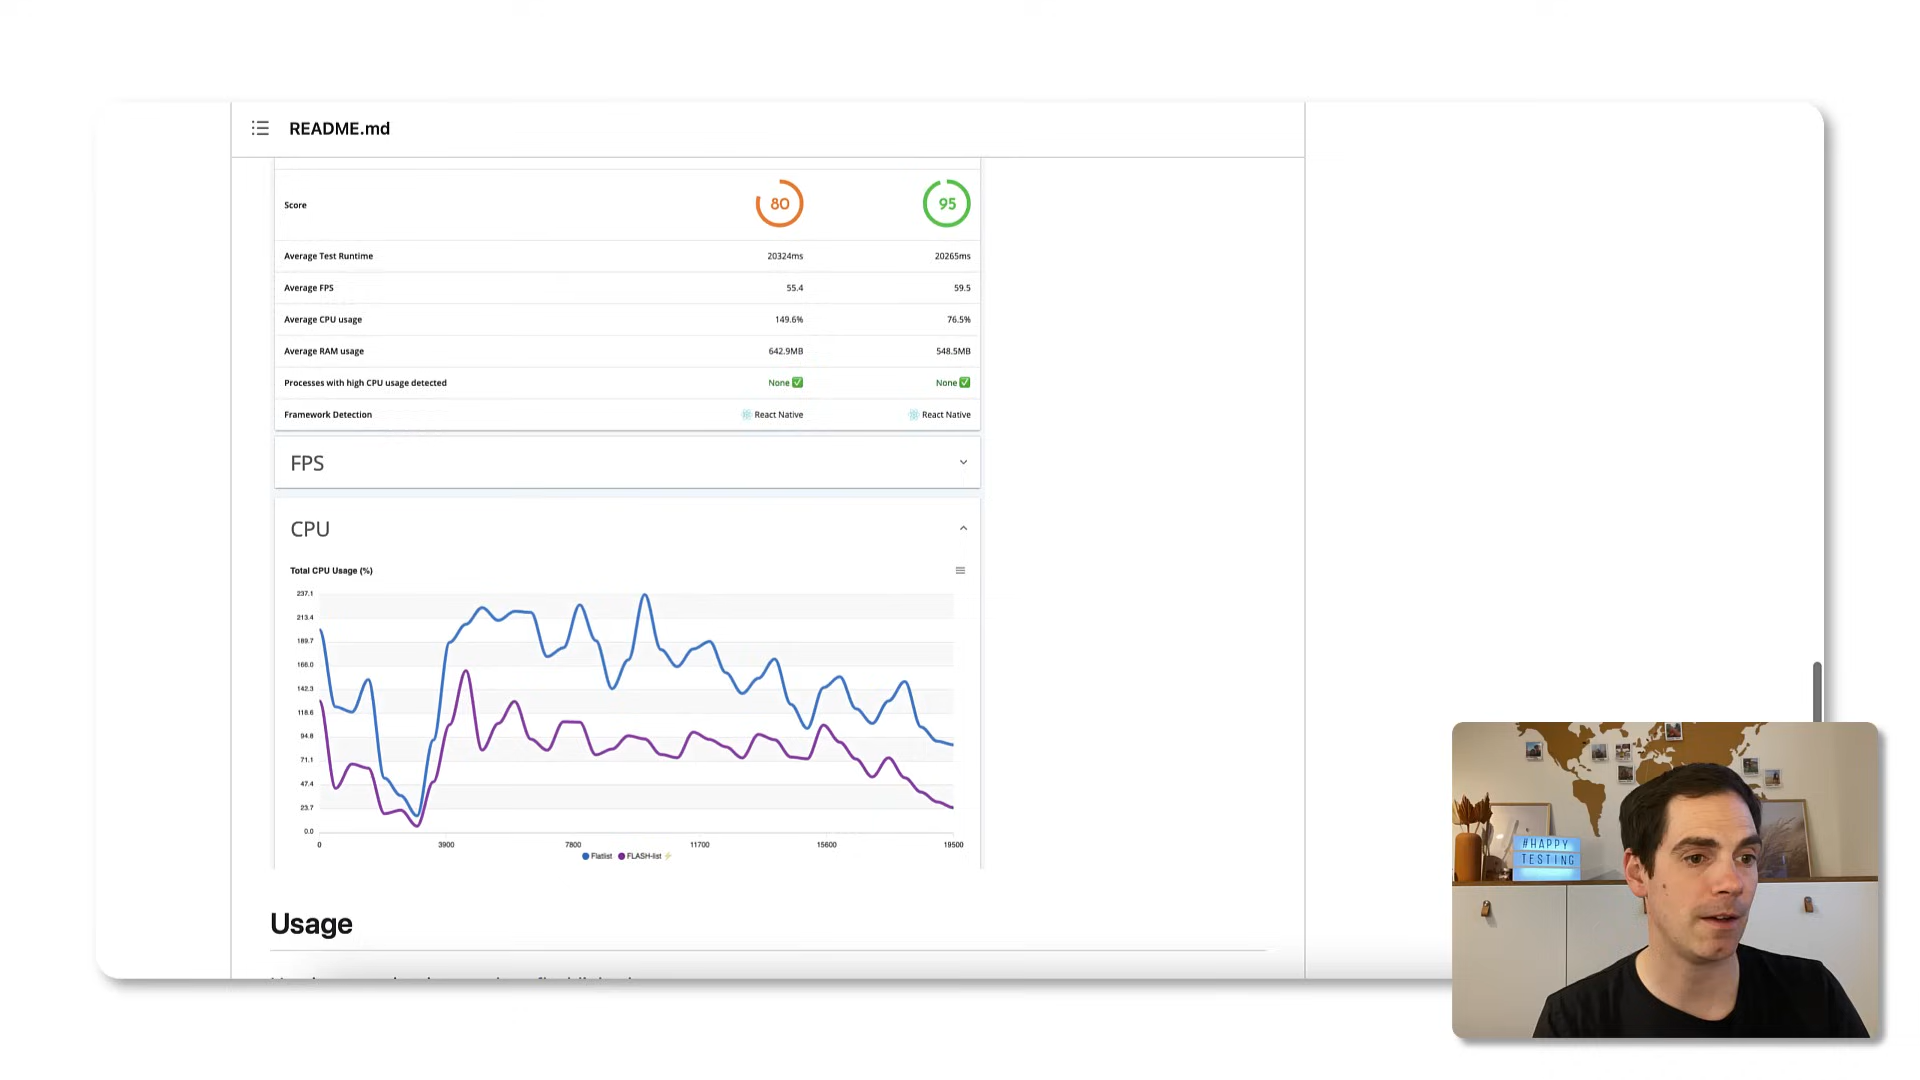 README.md
Score 80 95
Average Test Runtime 20324ms 20265ms
Average FPS 55.4 59.5
Average CPU usage 149.6% 76.5%
Average RAM usage 642.9MB 548.5MB
Processes with high CPU usage detected None ✅ None ✅
Framework Detection React Native React Native
FPS
CPU
Total CPU Usage (%)
237.1
213.4
189.7
166.0
142.3
118.6
94.8
71.1
47.4
23.7
0.0
0 3900 7800 11700 15600 19500
Flatlist FLASH-list ⚡
Usage
#HAPPY
TESTING